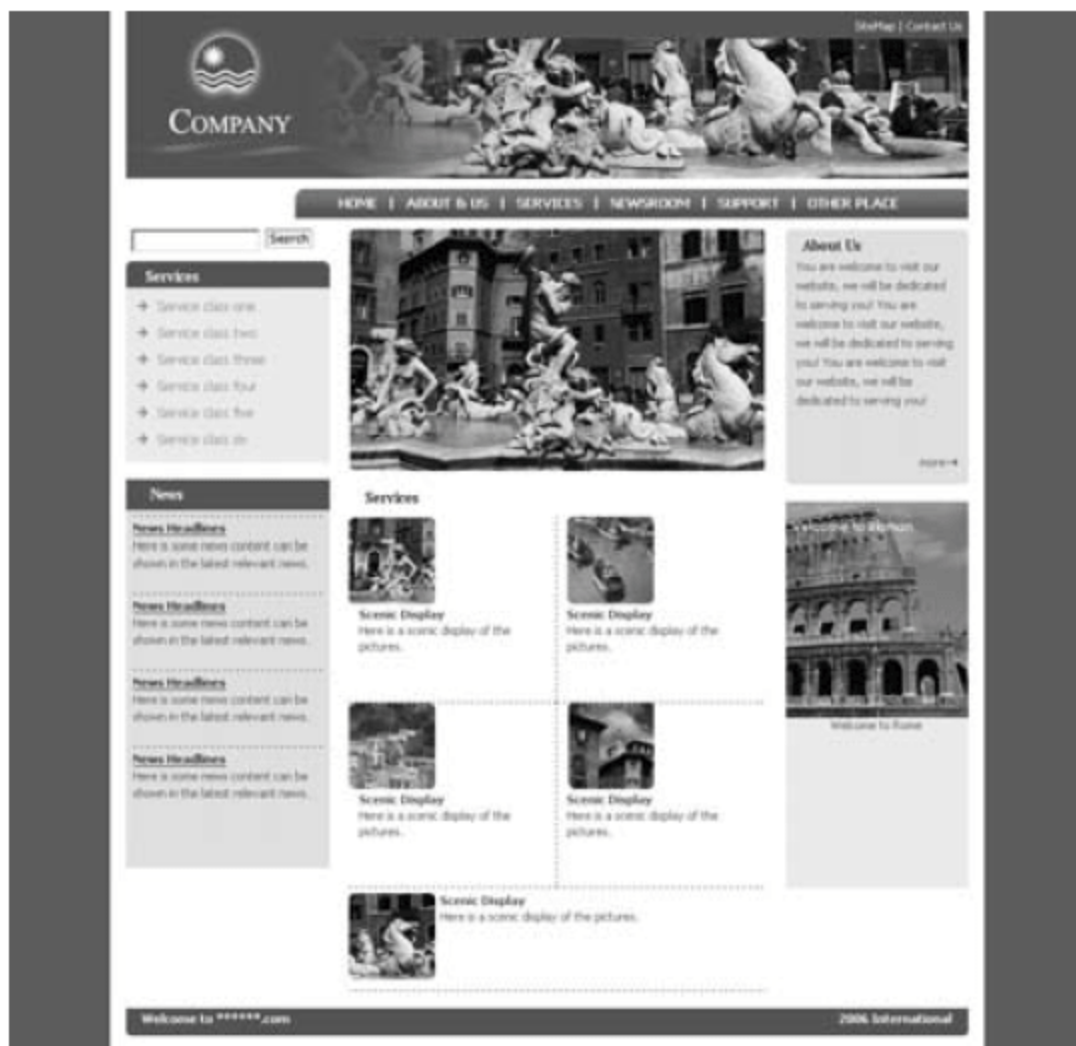 SiteMap | Contact Us
COMPANY
HOME | ABOUT & US | SERVICES | NEWSROOM | SUPPORT | OTHER PLACE
Search
Services
Service class one
Service class two
Service class three
Service class four
Service class five
Service class six
News
News Headlines
Here is some news content can be
shown in the latest relevant news.
News Headlines
Here is some news content can be
shown in the latest relevant news.
News Headlines
Here is some news content can be
shown in the latest relevant news.
News Headlines
Here is some news content can be
shown in the latest relevant news.
Services
Scenic Display
Here is a scenic display of the
pictures.
Scenic Display
Here is a scenic display of the
pictures.
Scenic Display
Here is a scenic display of the
pictures.
Scenic Display
Here is a scenic display of the
pictures.
Scenic Display
Here is a scenic display of the pictures.
About Us
You are welcome to visit our
website, we will be dedicated
to serving you! You are
welcome to visit our website,
we will be dedicated to serving
you! You are welcome to visit
our website, we will be
dedicated to serving you!
more
Welcome to
Welcome to Rome
Welcome to ******.com
2006 International